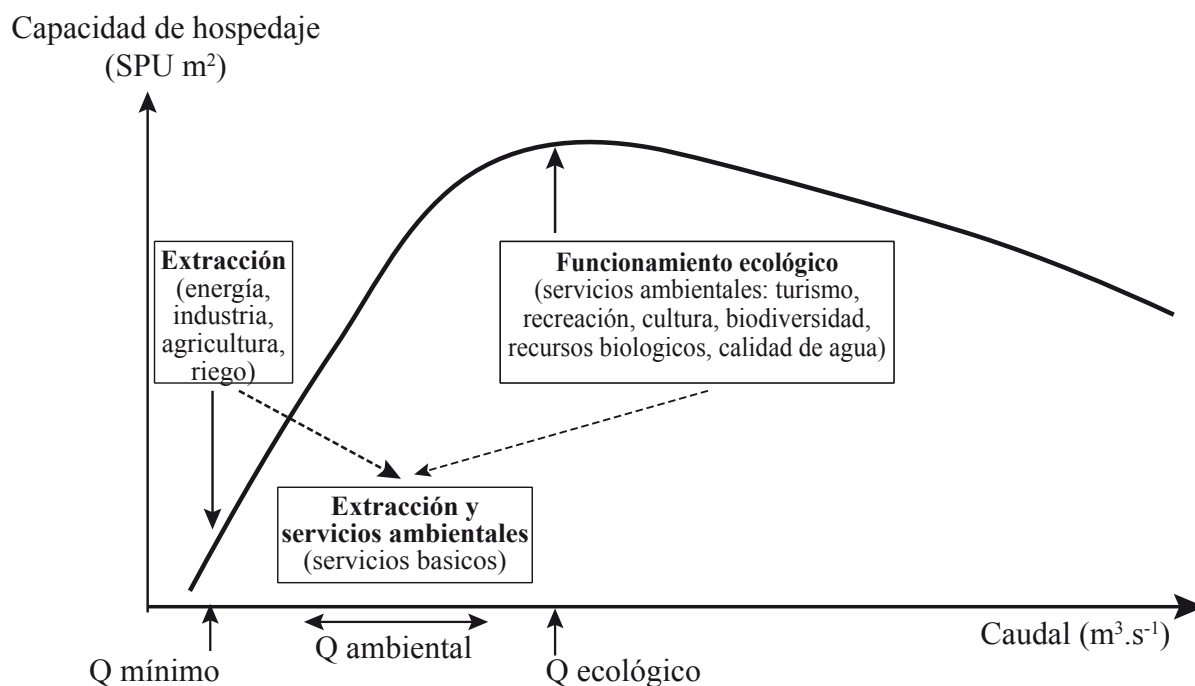 Capacidad de hospedaje
(SPU m²)
Extracción
(energía,
industria,
agricultura,
riego)
Funcionamiento ecológico
(servicios ambientales: turismo,
recreación, cultura, biodiversidad,
recursos biologicos, calidad de agua)
Extracción y
servicios ambientales
(servicios basicos)
Caudal (m³.s⁻¹)
Q ambiental
Q mínimo
Q ecológico